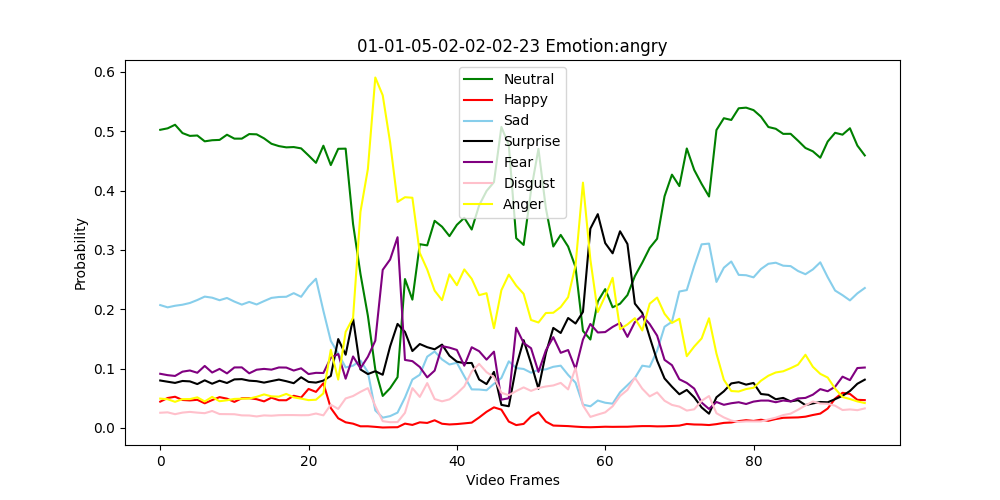 01-01-05-02-02-02-23 Emotion:angry
Neutral
Happy
Sad
Surprise
Fear
Disgust
Anger
0.6
0.5
0.4
0.3
0.2
0.1
0.0
Probability
0 20 40 60 80
Video Frames